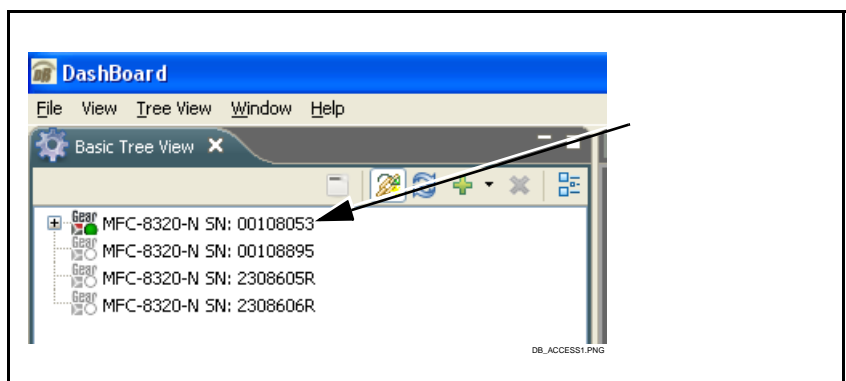 DB DashBoard
File View Tree View Window Help
Basic Tree View
Gear MFC-8320-N SN: 00108053
Gear MFC-8320-N SN: 00108895
Gear MFC-8320-N SN: 2308605R
Gear MFC-8320-N SN: 2308606R
DB_ACCESS1.PNG